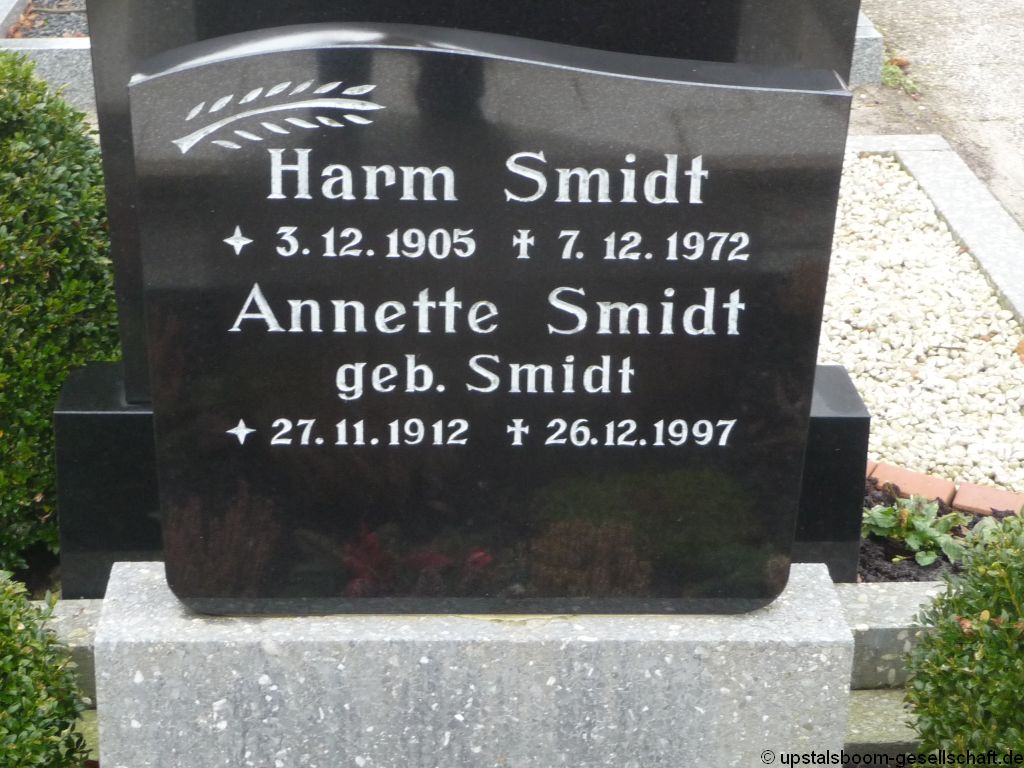 Harm Smidt
✦ 3.12.1905 ✝ 7.12.1972
Annette Smidt
geb. Smidt
✦ 27.11.1912 ✝ 26.12.1997
© upstalsboom-gesellschaft.de